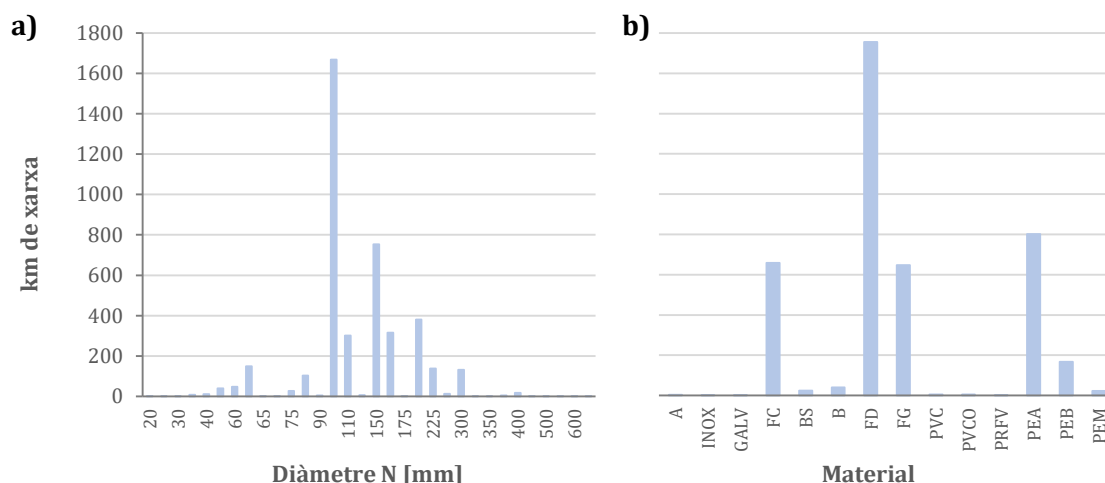 a)
b)
km de xarxa
1800
1600
1400
1200
1000
800
600
400
200
0
20 30 40 60 65 75 90 110 150 175 225 300 350 400 500 600
Diàmetre N [mm]
A INOX GALV FC BS B FD FG PVC PVCO PRFV PEA PEB PEM
Material